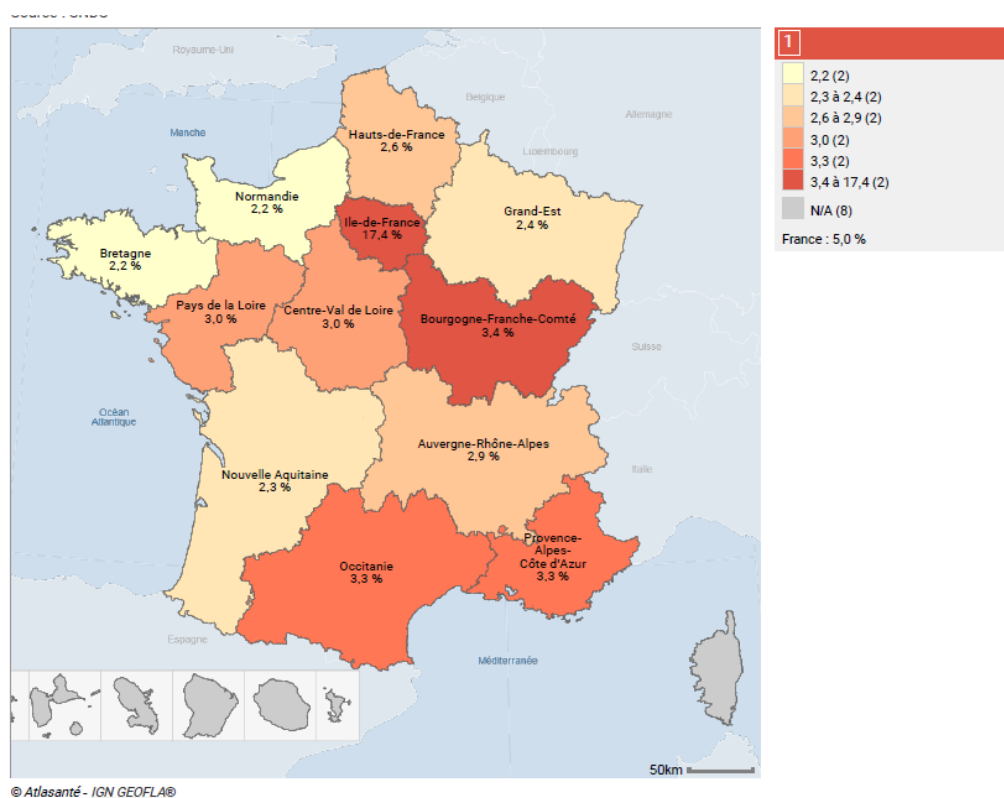 Royaume-Uni
Belgique
Allemagne
Manche
Hauts-de-France
2,6 %
Luxembourg
Normandie
2,2 %
Ile-de-France
17,4 %
Grand-Est
2,4 %
Bretagne
2,2 %
Pays de la Loire
3,0 %
Centre-Val de Loire
3,0 %
Bourgogne-Franche-Comté
3,4 %
Suisse
Océan
Atlantique
Auvergne-Rhône-Alpes
2,9 %
Italie
Nouvelle Aquitaine
2,3 %
Provence-
Alpes-
Côte d'Azur
3,3 %
Occitanie
3,3 %
Espagne
Méditerranée
50km
© Atlasanté - IGN GEOFLA®
1
2,2 (2)
2,3 à 2,4 (2)
2,6 à 2,9 (2)
3,0 (2)
3,3 (2)
3,4 à 17,4 (2)
N/A (8)
France : 5,0 %